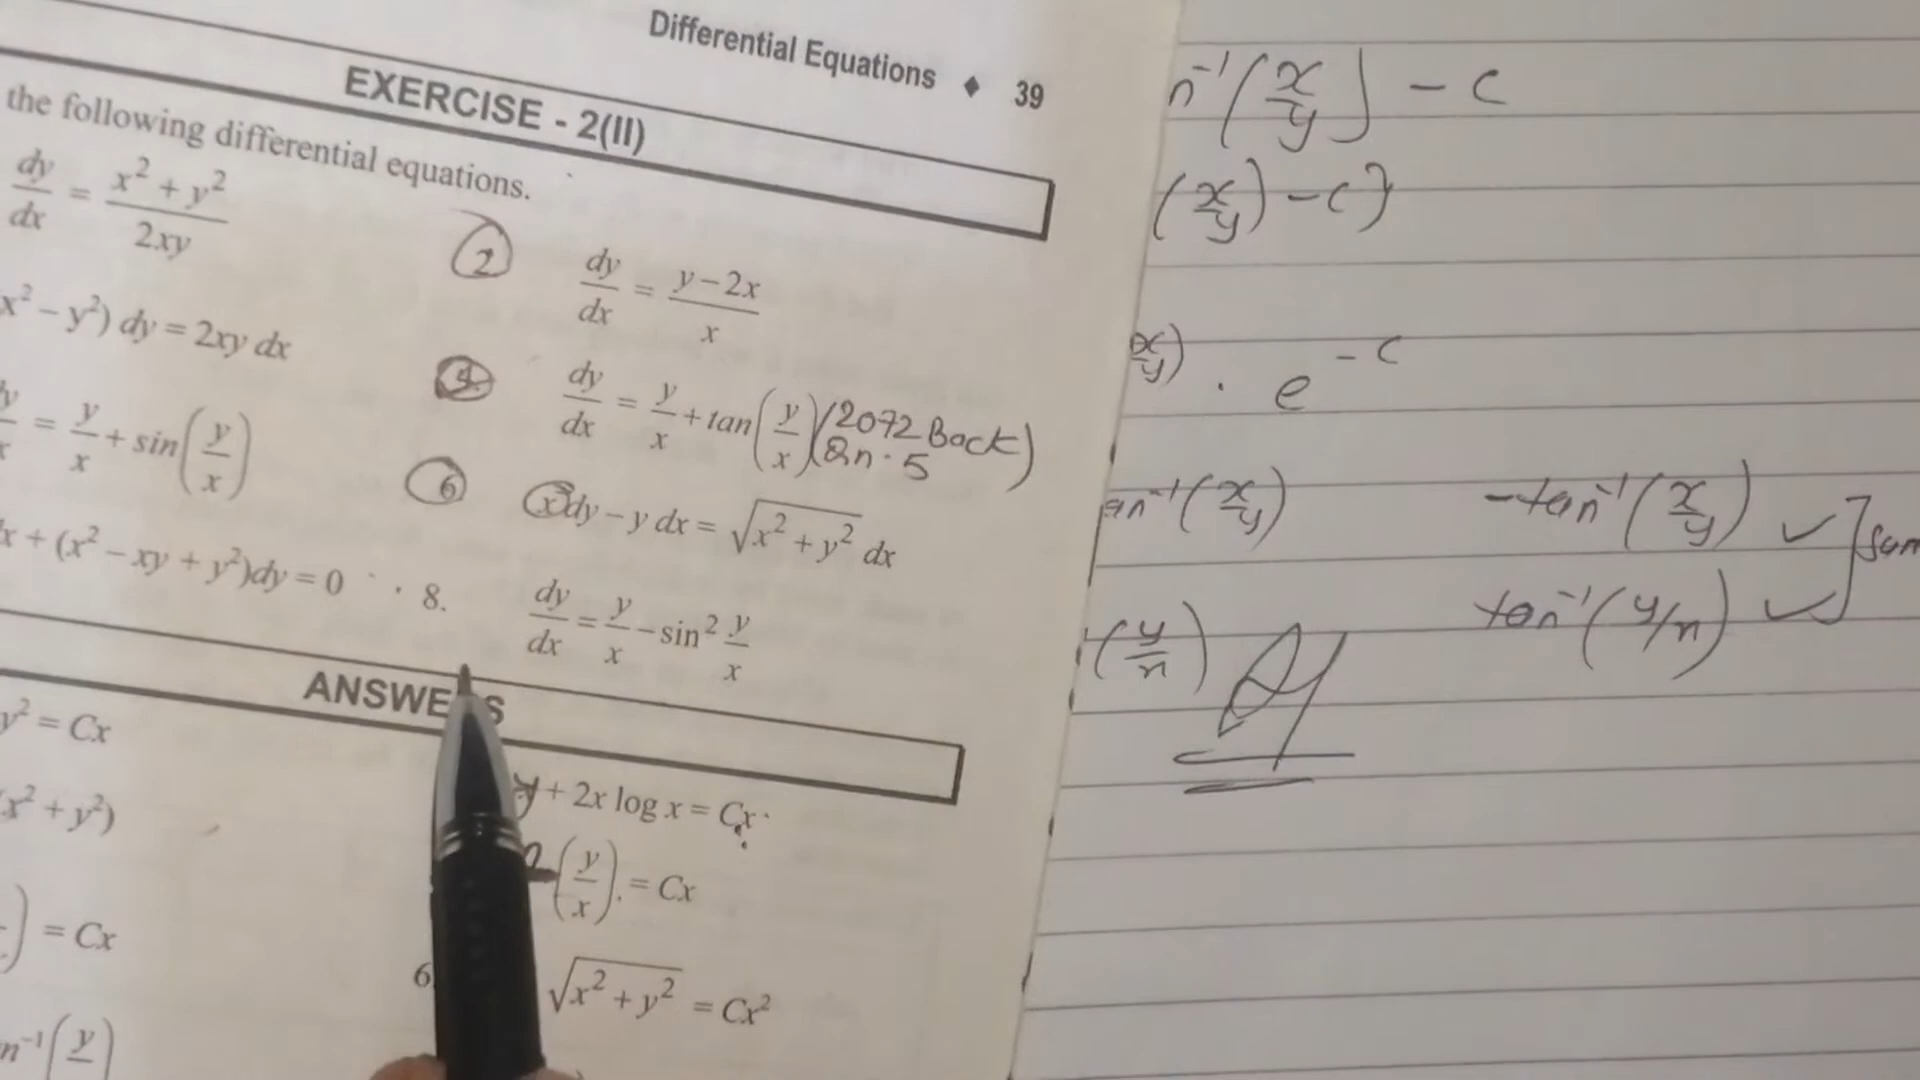 Differential Equations ♦ 39
EXERCISE - 2(II)
the following differential equations.
dy/dx = (x² + y²)/2xy
2 dy/dx = (y − 2x)/x
x² − y²) dy = 2xy dx
4. dy/dx = y/x + tan(y/x) (2072 Back Qn. 5)
= y/x + sin(y/x)
6 x dy − y dx = √(x² + y²) dx
x + (x² − xy + y²)dy = 0
8. dy/dx = y/x − sin² y/x
ANSWE S
y² = Cx
y + 2x log x = Cx
x² + y²)
(y/x) = Cx
) = Cx
6 √(x² + y²) = Cx²
n⁻¹(y
n⁻¹(x/y) − c
(x/y) − c}
x/y) . e^−c
an⁻¹(x/y)
−tan⁻¹(x/y) ✓
(y/x)
tan⁻¹(y/x) ✓